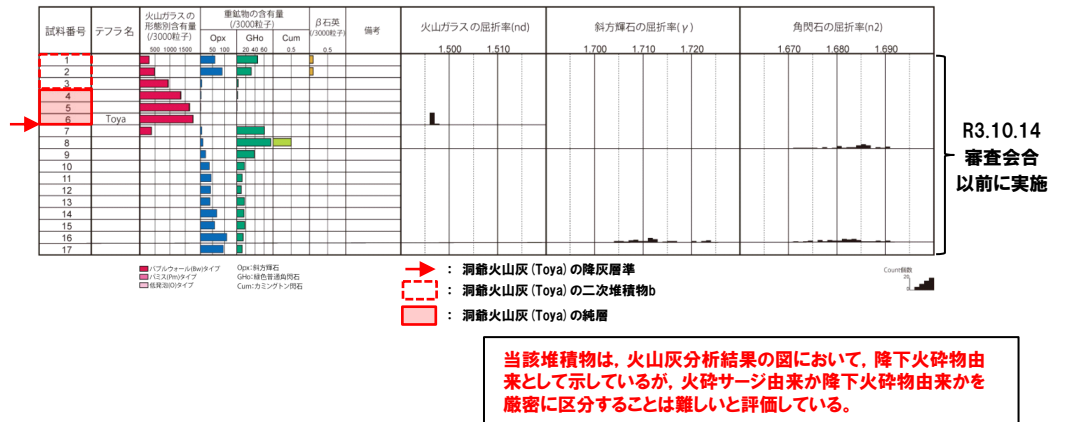 試料番号 テフラ名 火山ガラスの形態別含有量(/3000粒子) 重鉱物の含有量(/3000粒子) β石英(/3000粒子) 備考 火山ガラスの屈折率(nd) 斜方輝石の屈折率(γ) 角閃石の屈折率(n2)
Opx GHo Cum
500 1000 1500 50 100 20 40 60 0.5 0.5 1.500 1.510 1.700 1.710 1.720 1.670 1.680 1.690
1
2
3
4
5
6 Toya
7
8
9
10
11
12
13
14
15
16
17
R3.10.14
審査会合
以前に実施
バブルウォール(Bw)タイプ Opx:斜方輝石
パミス(Pm)タイプ GHo:緑色普通角閃石
低発泡(O)タイプ Cum:カミングトン閃石
: 洞爺火山灰(Toya)の降灰層準
: 洞爺火山灰(Toya)の二次堆積物b
: 洞爺火山灰(Toya)の純層
Count個数
20
0
当該堆積物は,火山灰分析結果の図において,降下火砕物由
来として示しているが,火砕サージ由来か降下火砕物由来かを
厳密に区分することは難しいと評価している。